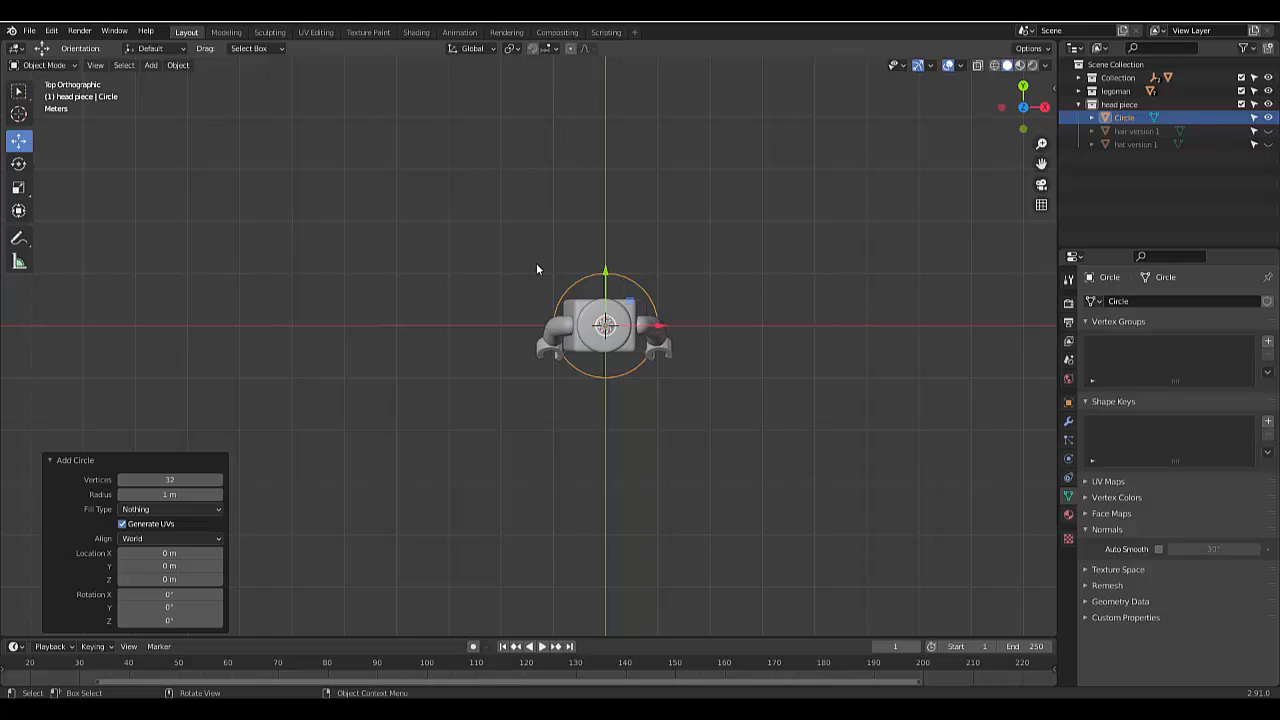 File Edit Render Window Help Layout Modeling Sculpting UV Editing Texture Paint Shading Animation Rendering Compositing Scripting + Scene View Layer
Orientation: Default Drag: Select Box Global Options
Object Mode View Select Add Object
Top Orthographic
(1) head piece | Circle
Meters
Y
Z
X
Scene Collection
Collection
legoman
head piece
Circle
hair version 1
hat version 1
Circle Circle
Circle
Vertex Groups
Shape Keys
UV Maps
Vertex Colors
Face Maps
Normals
Auto Smooth 30°
Texture Space
Remesh
Geometry Data
Custom Properties
Add Circle
Vertices 32
Radius 1 m
Fill Type Nothing
Generate UVs
Align World
Location X 0 m
Y 0 m
Z 0 m
Rotation X 0°
Y 0°
Z 0°
Playback Keying View Marker 1 Start 1 End 250
20 30 40 50 60 70 80 90 100 110 120 130 140 150 160 170 180 190 200 210 220
Select Box Select Rotate View Object Context Menu 2.91.0